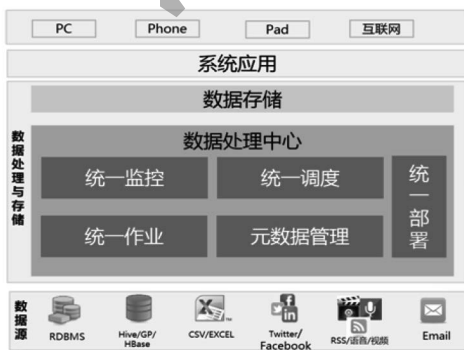 PC Phone Pad 互联网
系统应用
数据处理与存储
数据存储
数据处理中心
统一监控 统一调度
统一作业 元数据管理
统一部署
数据源
RDBMS
Hive/GP/
HBase
CSV/EXCEL
Twitter/
Facebook
RSS/语音/视频
Email